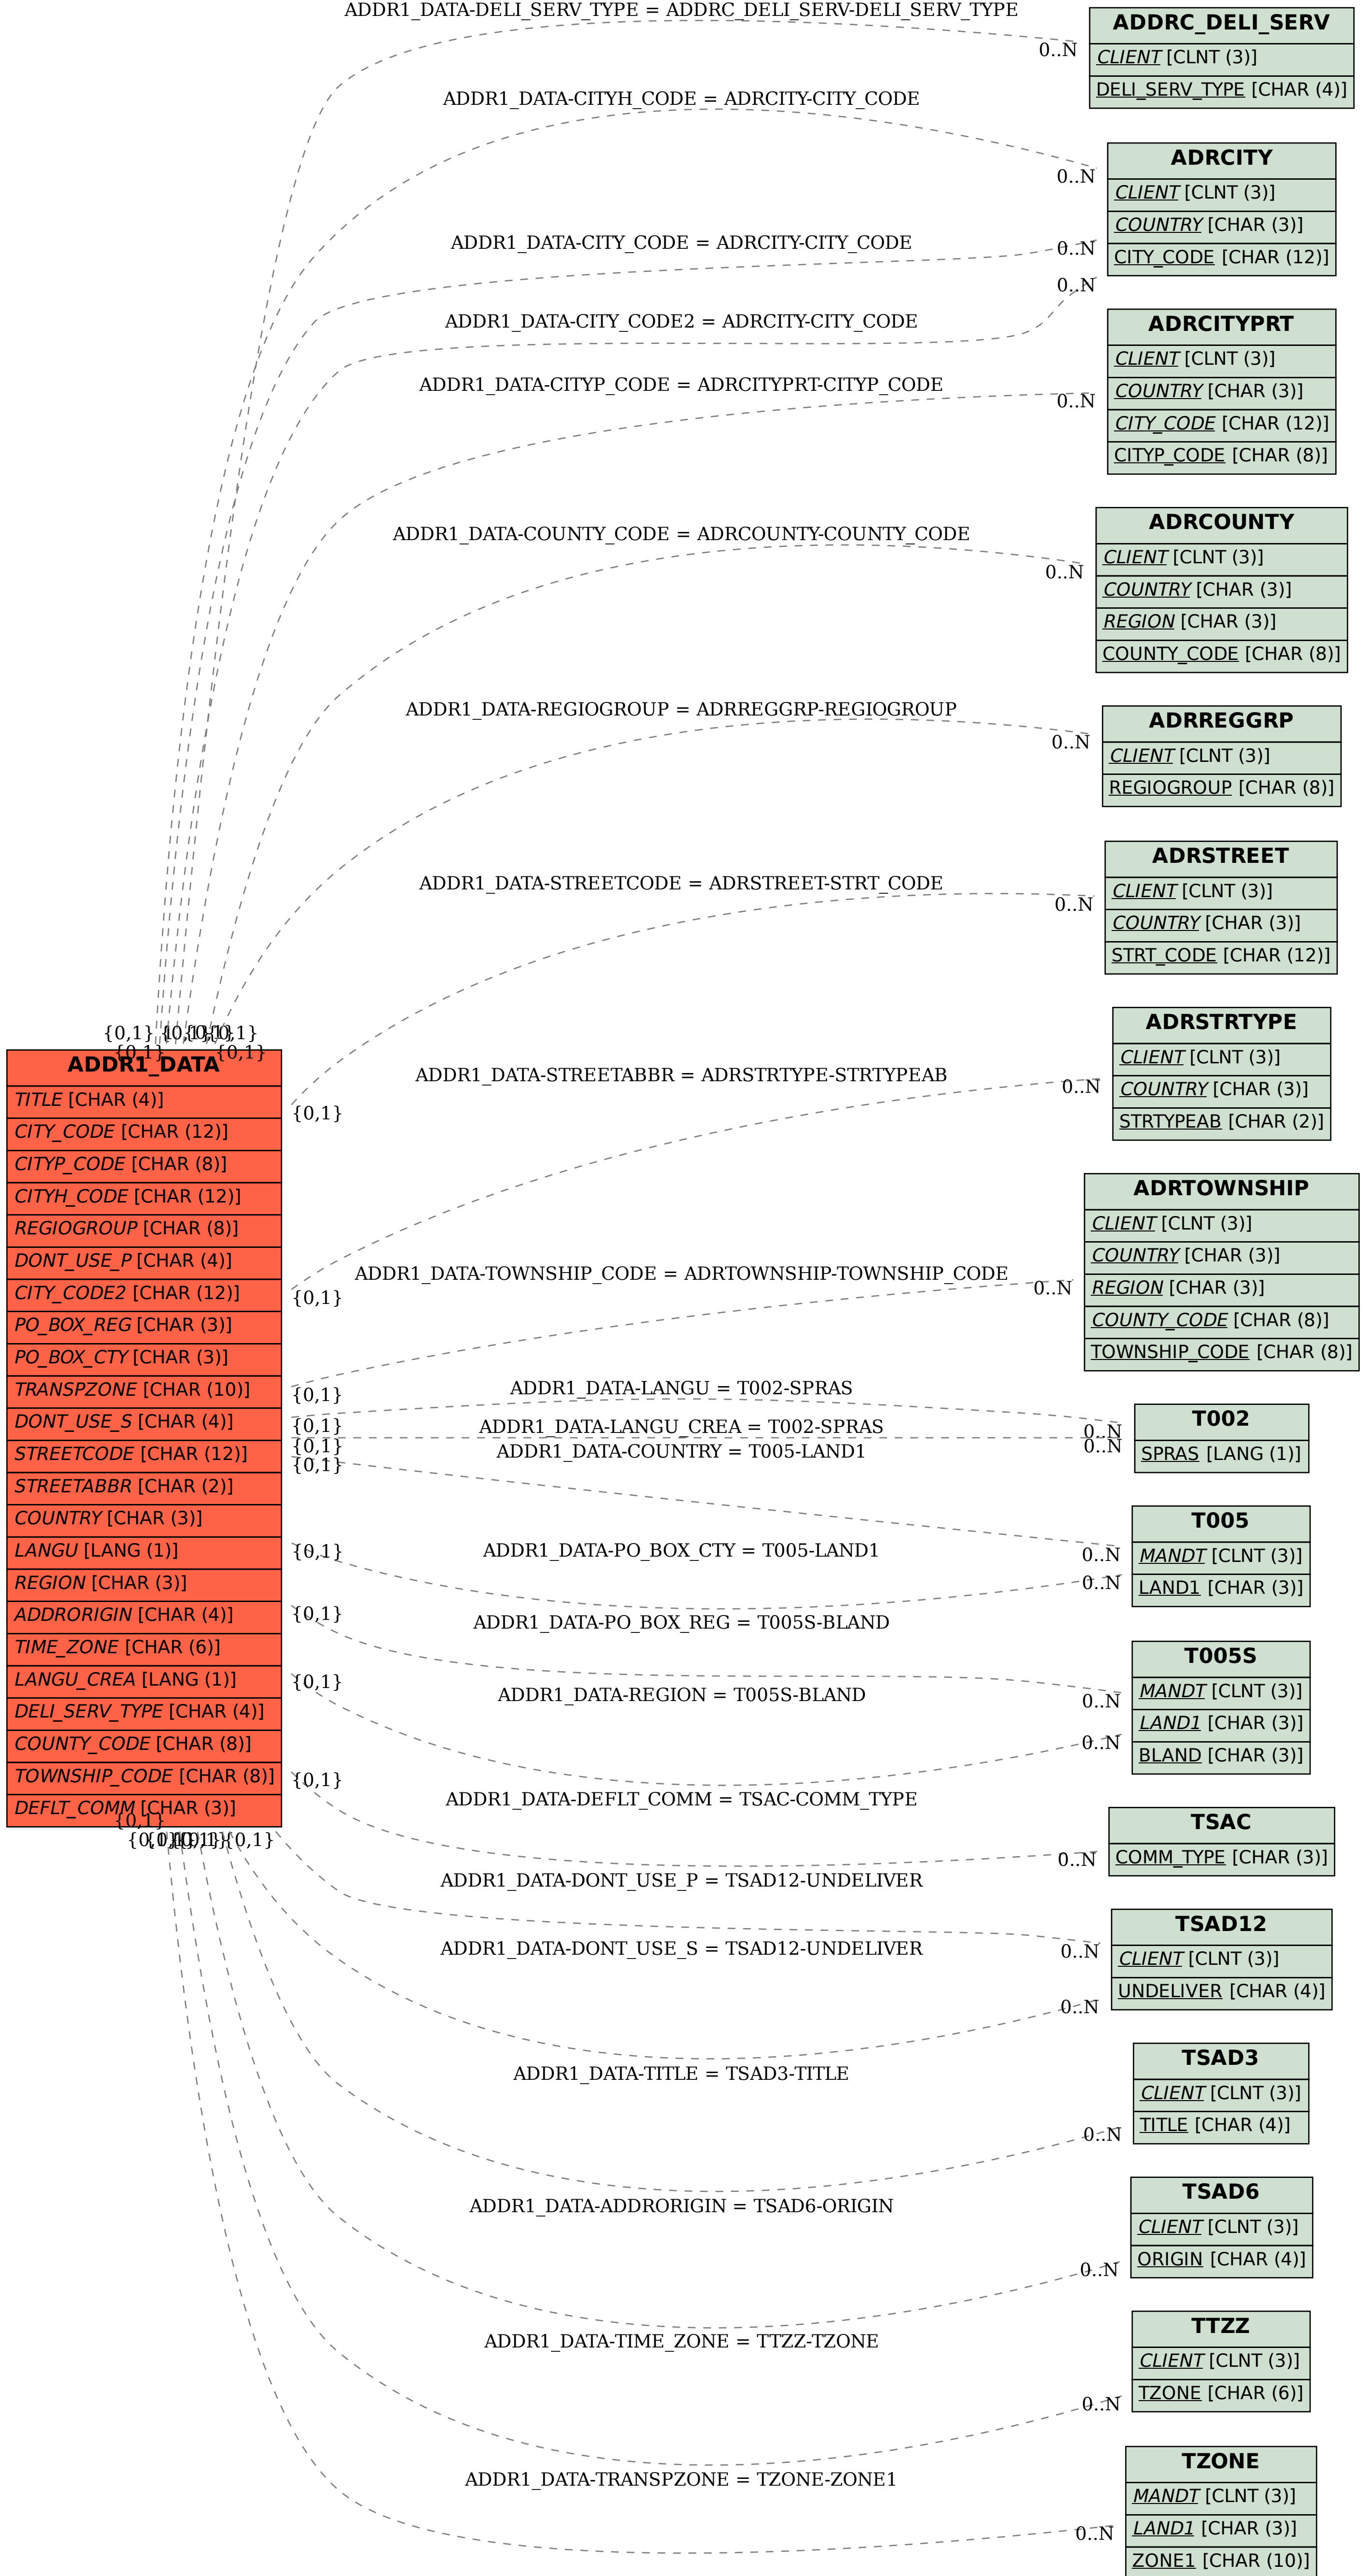 ADDR1_DATA-DELI_SERV_TYPE = ADDRC_DELI_SERV-DELI_SERV_TYPE
0..N
ADDRC_DELI_SERV
CLIENT [CLNT (3)]
DELI_SERV_TYPE [CHAR (4)]
ADDR1_DATA-CITYH_CODE = ADRCITY-CITY_CODE
0..N
ADDR1_DATA-CITY_CODE = ADRCITY-CITY_CODE
0..N
ADDR1_DATA-CITY_CODE2 = ADRCITY-CITY_CODE
0..N
ADRCITY
CLIENT [CLNT (3)]
COUNTRY [CHAR (3)]
CITY_CODE [CHAR (12)]
ADDR1_DATA-CITYP_CODE = ADRCITYPRT-CITYP_CODE
0..N
ADRCITYPRT
CLIENT [CLNT (3)]
COUNTRY [CHAR (3)]
CITY_CODE [CHAR (12)]
CITYP_CODE [CHAR (8)]
ADDR1_DATA-COUNTY_CODE = ADRCOUNTY-COUNTY_CODE
0..N
ADRCOUNTY
CLIENT [CLNT (3)]
COUNTRY [CHAR (3)]
REGION [CHAR (3)]
COUNTY_CODE [CHAR (8)]
ADDR1_DATA-REGIOGROUP = ADRREGGRP-REGIOGROUP
0..N
ADRREGGRP
CLIENT [CLNT (3)]
REGIOGROUP [CHAR (8)]
ADDR1_DATA-STREETCODE = ADRSTREET-STRT_CODE
0..N
ADRSTREET
CLIENT [CLNT (3)]
COUNTRY [CHAR (3)]
STRT_CODE [CHAR (12)]
ADDR1_DATA-STREETABBR = ADRSTRTYPE-STRTYPEAB
0..N
ADRSTRTYPE
CLIENT [CLNT (3)]
COUNTRY [CHAR (3)]
STRTYPEAB [CHAR (2)]
ADDR1_DATA-TOWNSHIP_CODE = ADRTOWNSHIP-TOWNSHIP_CODE
0..N
ADRTOWNSHIP
CLIENT [CLNT (3)]
COUNTRY [CHAR (3)]
REGION [CHAR (3)]
COUNTY_CODE [CHAR (8)]
TOWNSHIP_CODE [CHAR (8)]
{0,1}
{0,1}
{0,1}
{0,1}
ADDR1_DATA
TITLE [CHAR (4)]
CITY_CODE [CHAR (12)]
CITYP_CODE [CHAR (8)]
CITYH_CODE [CHAR (12)]
REGIOGROUP [CHAR (8)]
DONT_USE_P [CHAR (4)]
CITY_CODE2 [CHAR (12)]
PO_BOX_REG [CHAR (3)]
PO_BOX_CTY [CHAR (3)]
TRANSPZONE [CHAR (10)]
DONT_USE_S [CHAR (4)]
STREETCODE [CHAR (12)]
STREETABBR [CHAR (2)]
COUNTRY [CHAR (3)]
LANGU [LANG (1)]
REGION [CHAR (3)]
ADDRORIGIN [CHAR (4)]
TIME_ZONE [CHAR (6)]
LANGU_CREA [LANG (1)]
DELI_SERV_TYPE [CHAR (4)]
COUNTY_CODE [CHAR (8)]
TOWNSHIP_CODE [CHAR (8)]
DEFLT_COMM [CHAR (3)]
{0,1}
{0,1}
{0,1}
{0,1}
{0,1}
{0,1}
{0,1}
{0,1}
{0,1}
{0,1}
{0,1}
{0,1}
ADDR1_DATA-LANGU = T002-SPRAS
0..N
ADDR1_DATA-LANGU_CREA = T002-SPRAS
0..N
T002
SPRAS [LANG (1)]
ADDR1_DATA-COUNTRY = T005-LAND1
0..N
ADDR1_DATA-PO_BOX_CTY = T005-LAND1
0..N
T005
MANDT [CLNT (3)]
LAND1 [CHAR (3)]
ADDR1_DATA-PO_BOX_REG = T005S-BLAND
0..N
ADDR1_DATA-REGION = T005S-BLAND
0..N
T005S
MANDT [CLNT (3)]
LAND1 [CHAR (3)]
BLAND [CHAR (3)]
ADDR1_DATA-DEFLT_COMM = TSAC-COMM_TYPE
0..N
TSAC
COMM_TYPE [CHAR (3)]
ADDR1_DATA-DONT_USE_P = TSAD12-UNDELIVER
0..N
ADDR1_DATA-DONT_USE_S = TSAD12-UNDELIVER
0..N
TSAD12
CLIENT [CLNT (3)]
UNDELIVER [CHAR (4)]
ADDR1_DATA-TITLE = TSAD3-TITLE
0..N
TSAD3
CLIENT [CLNT (3)]
TITLE [CHAR (4)]
ADDR1_DATA-ADDRORIGIN = TSAD6-ORIGIN
0..N
TSAD6
CLIENT [CLNT (3)]
ORIGIN [CHAR (4)]
ADDR1_DATA-TIME_ZONE = TTZZ-TZONE
0..N
TTZZ
CLIENT [CLNT (3)]
TZONE [CHAR (6)]
ADDR1_DATA-TRANSPZONE = TZONE-ZONE1
0..N
TZONE
MANDT [CLNT (3)]
LAND1 [CHAR (3)]
ZONE1 [CHAR (10)]